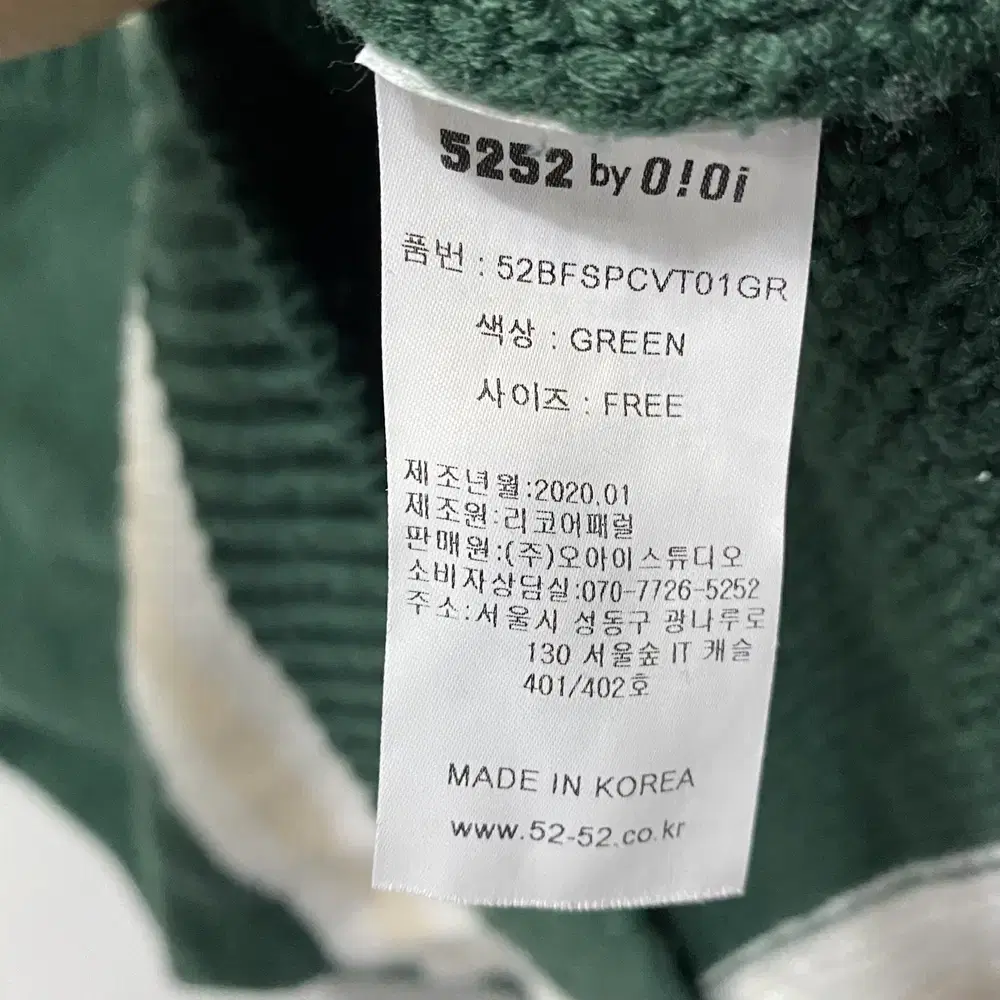 5252 by O!Oi
품번 : 52BFSPCVT01GR
색상 : GREEN
사이즈 : FREE
제조년월:2020.01
제조원:리코어패럴
판매원:(주)오아이스튜디오
소비자상담실:070-7726-5252
주소:서울시 성동구 광나루로
130 서울숲 IT 캐슬
401/402호
MADE IN KOREA
www.52-52.co.kr